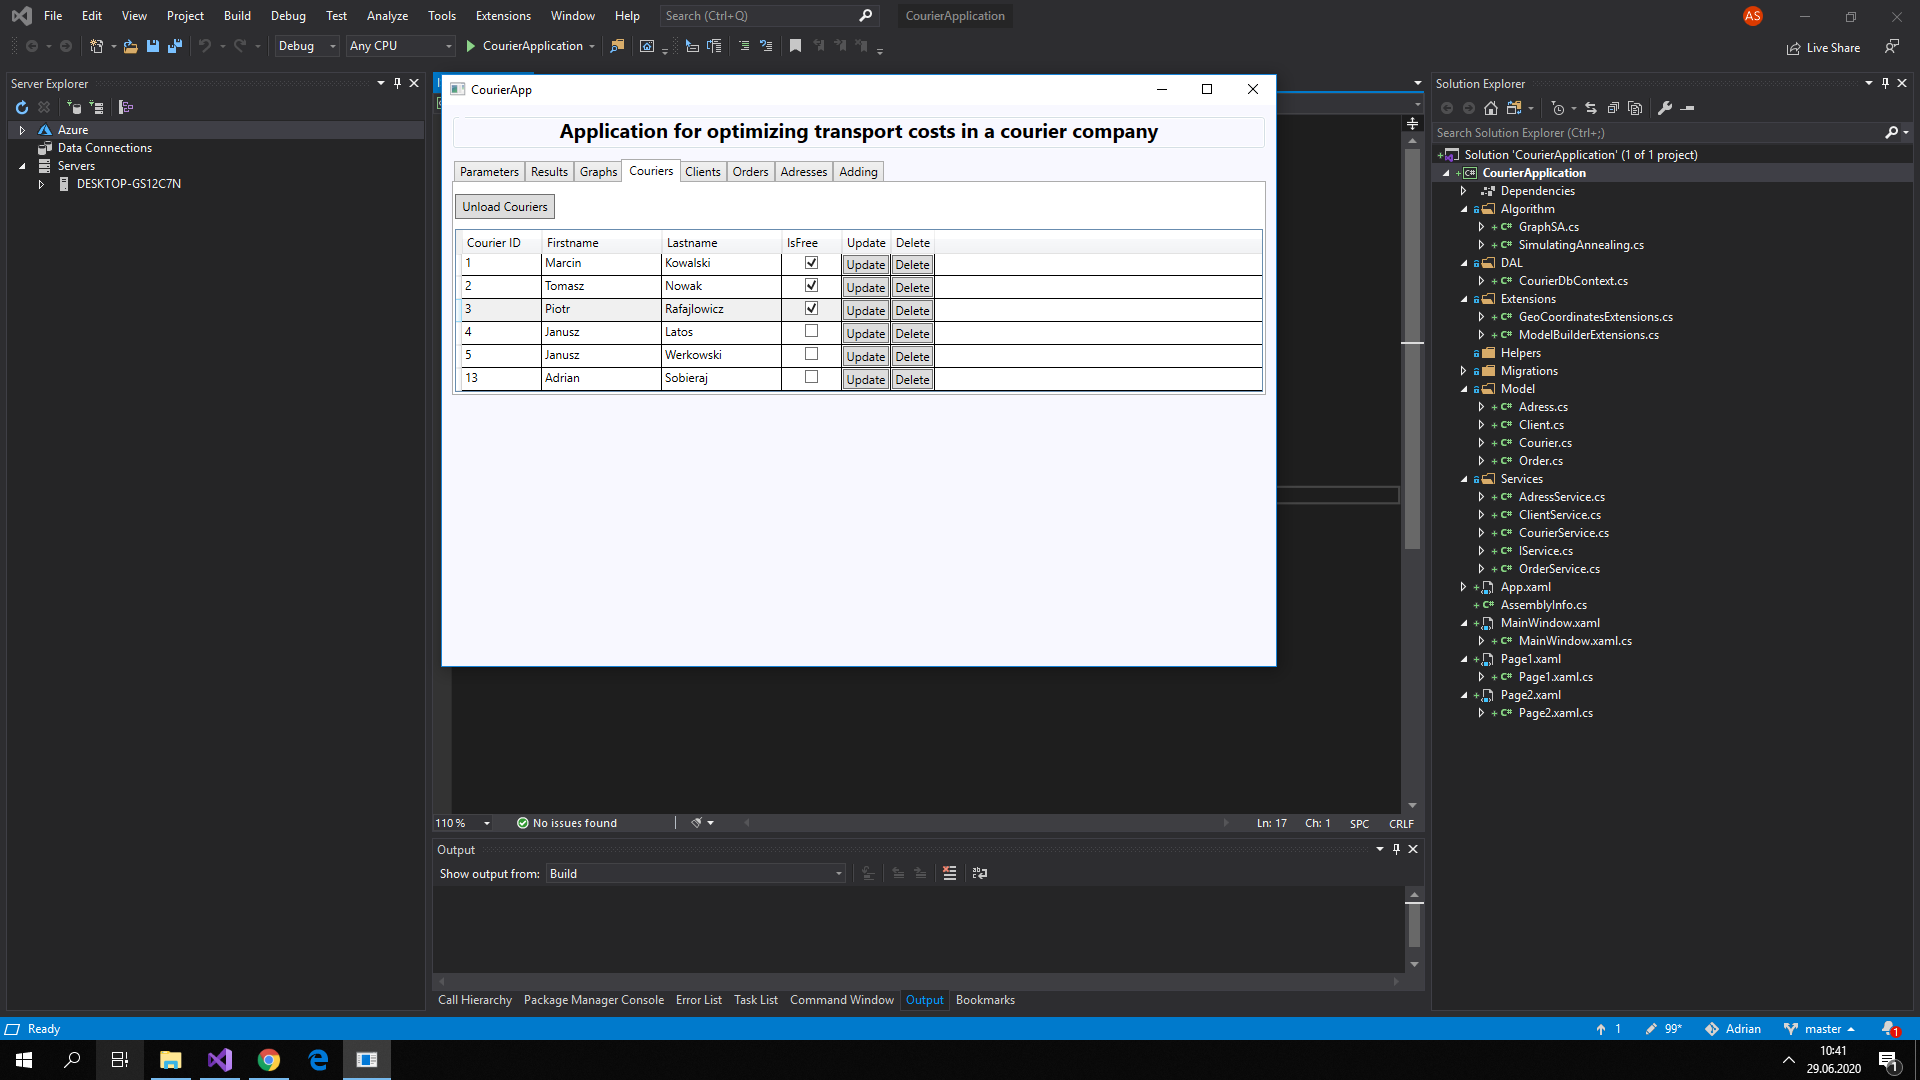 File Edit View Project Build Debug Test Analyze Tools Extensions Window Help Search (Ctrl+Q) CourierApplication AS
Debug Any CPU CourierApplication Live Share
Server Explorer
Azure
Data Connections
Servers
DESKTOP-GS12C7N
CourierApp
Application for optimizing transport costs in a courier company
Parameters Results Graphs Couriers Clients Orders Adresses Adding
Unload Couriers
Courier ID Firstname Lastname IsFree Update Delete
1 Marcin Kowalski Update Delete
2 Tomasz Nowak Update Delete
3 Piotr Rafajlowicz Update Delete
4 Janusz Latos Update Delete
5 Janusz Werkowski Update Delete
13 Adrian Sobieraj Update Delete
110 % No issues found Ln: 17 Ch: 1 SPC CRLF
Output
Show output from: Build
Call Hierarchy Package Manager Console Error List Task List Command Window Output Bookmarks
Solution Explorer
Search Solution Explorer (Ctrl+;)
Solution 'CourierApplication' (1 of 1 project)
CourierApplication
Dependencies
Algorithm
C# GraphSA.cs
C# SimulatingAnnealing.cs
DAL
C# CourierDbContext.cs
Extensions
C# GeoCoordinatesExtensions.cs
C# ModelBuilderExtensions.cs
Helpers
Migrations
Model
C# Adress.cs
C# Client.cs
C# Courier.cs
C# Order.cs
Services
C# AdressService.cs
C# ClientService.cs
C# CourierService.cs
C# IService.cs
C# OrderService.cs
App.xaml
C# AssemblyInfo.cs
MainWindow.xaml
C# MainWindow.xaml.cs
Page1.xaml
C# Page1.xaml.cs
Page2.xaml
C# Page2.xaml.cs
Ready 1 99* Adrian master 1
10:41
29.06.2020 1